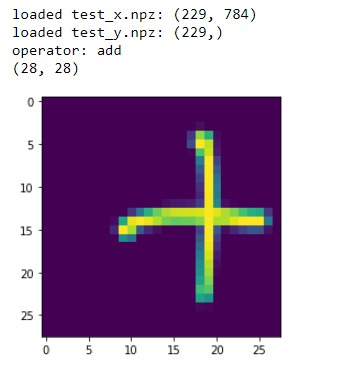 loaded test_x.npz: (229, 784)
loaded test_y.npz: (229,)
operator: add
(28, 28)
0
5
10
15
20
25
0 5 10 15 20 25